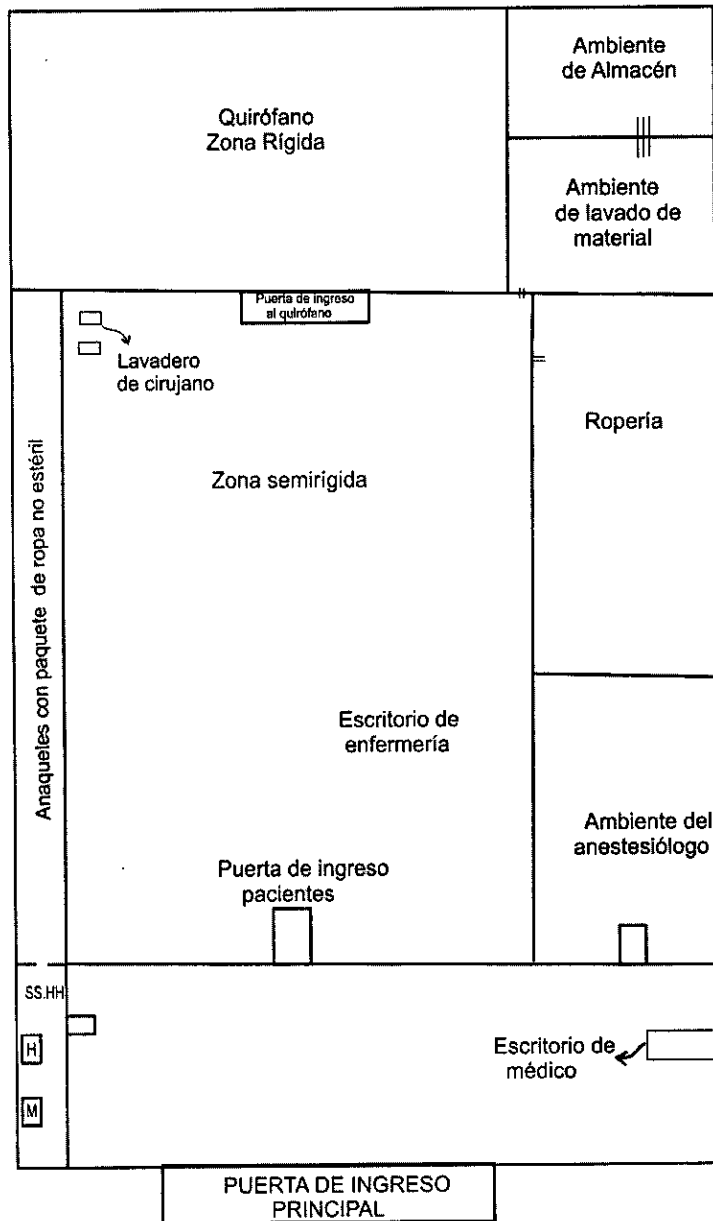 Quirófano
Zona Rígida
Ambiente
de Almacén
Ambiente
de lavado de
material
Puerta de ingreso
al quirófano
Lavadero
de cirujano
Anaqueles con paquete de ropa no estéril
Zona semirígida
Ropería
Escritorio de
enfermería
Ambiente del
anestesiólogo
Puerta de ingreso
pacientes
SS.HH
H
M
Escritorio de
médico
PUERTA DE INGRESO
PRINCIPAL